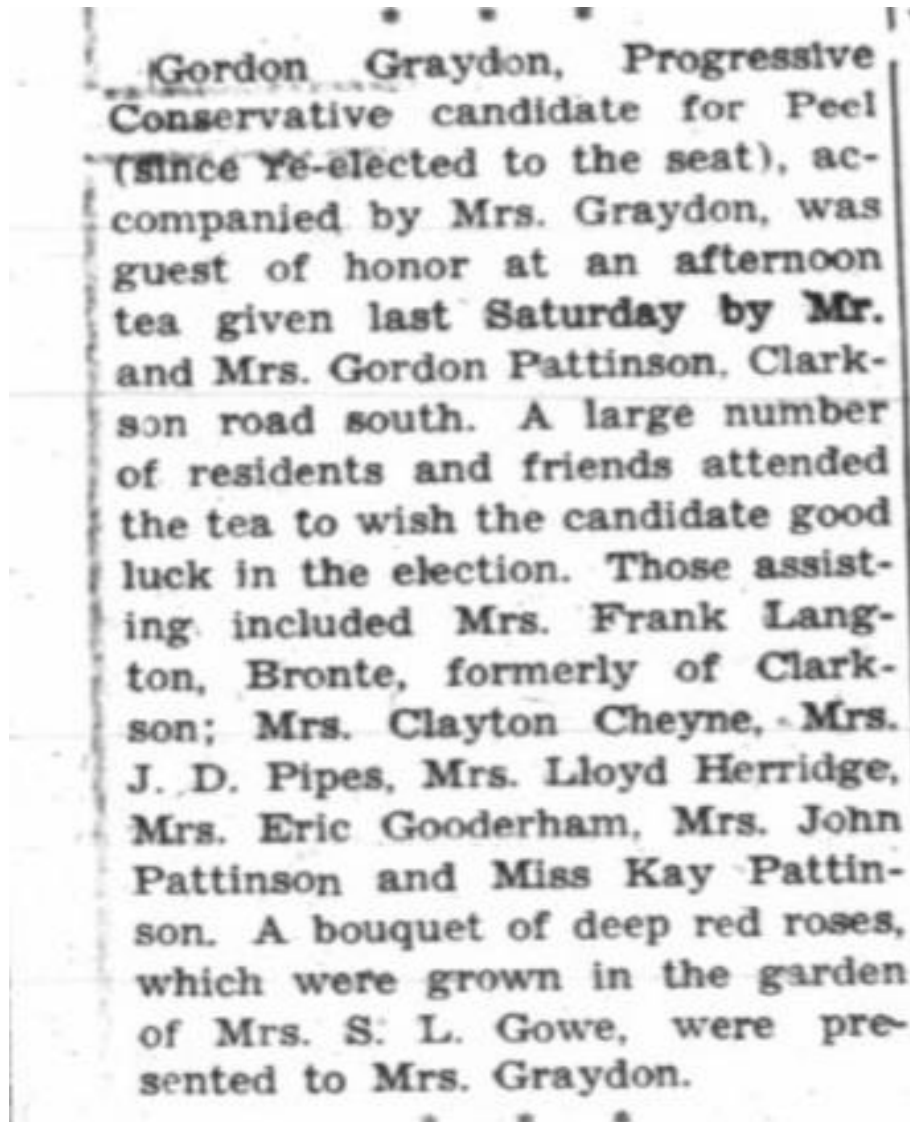 * * *
Gordon Graydon, Progressive
Conservative candidate for Peel
(since re-elected to the seat), ac-
companied by Mrs. Graydon, was
guest of honor at an afternoon
tea given last Saturday by Mr.
and Mrs. Gordon Pattinson, Clark-
son road south. A large number
of residents and friends attended
the tea to wish the candidate good
luck in the election. Those assist-
ing included Mrs. Frank Lang-
ton, Bronte, formerly of Clark-
son; Mrs. Clayton Cheyne, Mrs.
J. D. Pipes, Mrs. Lloyd Herridge,
Mrs. Eric Gooderham, Mrs. John
Pattinson and Miss Kay Pattin-
son. A bouquet of deep red roses,
which were grown in the garden
of Mrs. S. L. Gowe, were pre-
sented to Mrs. Graydon.
* * *